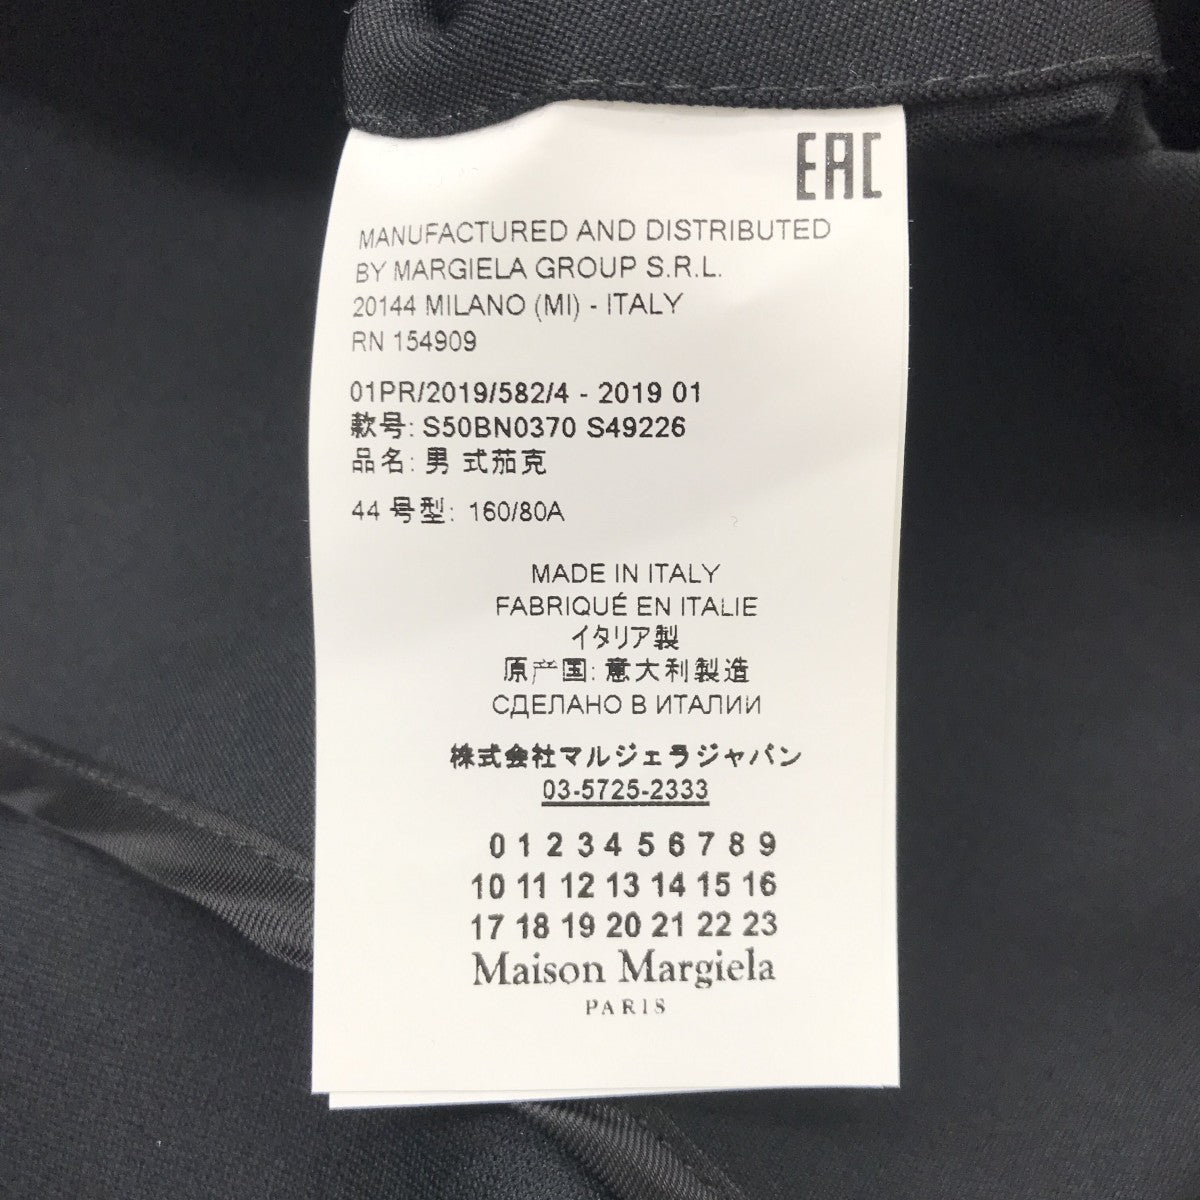 EAC
MANUFACTURED AND DISTRIBUTED
BY MARGIELA GROUP S.R.L.
20144 MILANO (MI) - ITALY
RN 154909
01PR/2019/582/4 - 2019 01
款号: S50BN0370 S49226
品名: 男 式茄克
44 号型: 160/80A
MADE IN ITALY
FABRIQUÉ EN ITALIE
イタリア製
原产国: 意大利製造
СДЕЛАНО В ИТАЛИИ
株式会社マルジェラジャパン
03-5725-2333
0 1 2 3 4 5 6 7 8 9
10 11 12 13 14 15 16
17 18 19 20 21 22 23
Maison Margiela
PARIS